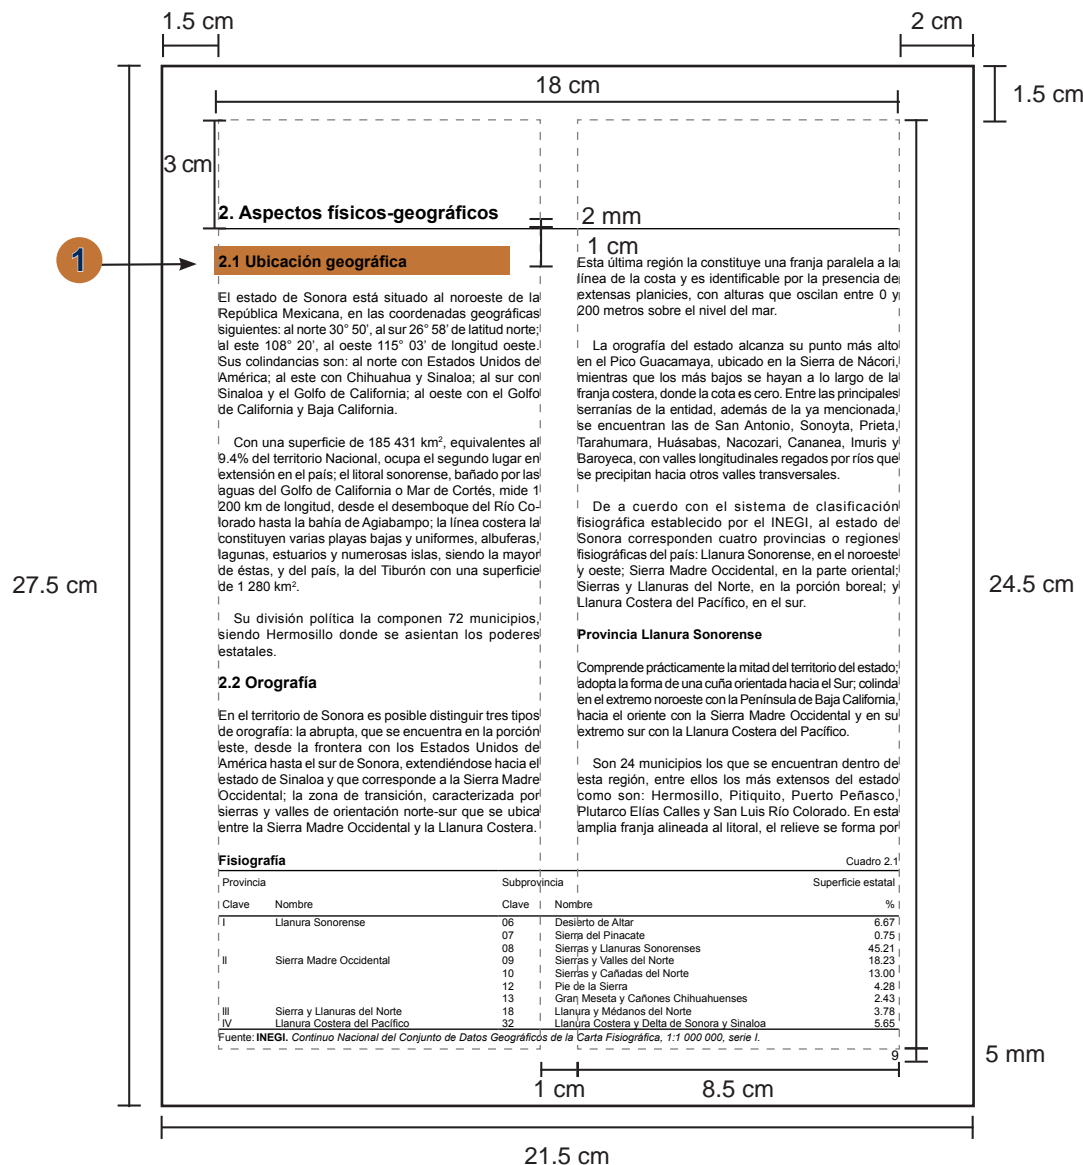 1.5 cm
2 cm
18 cm
1.5 cm
3 cm
2. Aspectos físicos-geográficos
2 mm
1 cm
1
2.1 Ubicación geográfica
El estado de Sonora está situado al noroeste de la
República Mexicana, en las coordenadas geográficas
siguientes: al norte 30° 50’, al sur 26° 58’ de latitud norte;
al este 108° 20’, al oeste 115° 03’ de longitud oeste.
Sus colindancias son: al norte con Estados Unidos de
América; al este con Chihuahua y Sinaloa; al sur con
Sinaloa y el Golfo de California; al oeste con el Golfo
de California y Baja California.
Con una superficie de 185 431 km², equivalentes al
9.4% del territorio Nacional, ocupa el segundo lugar en
extensión en el país; el litoral sonorense, bañado por las
aguas del Golfo de California o Mar de Cortés, mide 1
200 km de longitud, desde el desemboque del Río Co-
lorado hasta la bahía de Agiabampo; la línea costera la
constituyen varias playas bajas y uniformes, albuferas,
lagunas, estuarios y numerosas islas, siendo la mayor
de éstas, y del país, la del Tiburón con una superficie
de 1 280 km².
Su división política la componen 72 municipios,
siendo Hermosillo donde se asientan los poderes
estatales.
2.2 Orografía
En el territorio de Sonora es posible distinguir tres tipos
de orografía: la abrupta, que se encuentra en la porción
este, desde la frontera con los Estados Unidos de
América hasta el sur de Sonora, extendiéndose hacia el
estado de Sinaloa y que corresponde a la Sierra Madre
Occidental; la zona de transición, caracterizada por
sierras y valles de orientación norte-sur que se ubica
entre la Sierra Madre Occidental y la Llanura Costera.
Esta última región la constituye una franja paralela a la
línea de la costa y es identificable por la presencia de
extensas planicies, con alturas que oscilan entre 0 y
200 metros sobre el nivel del mar.
La orografía del estado alcanza su punto más alto
en el Pico Guacamaya, ubicado en la Sierra de Nácori,
mientras que los más bajos se hayan a lo largo de la
franja costera, donde la cota es cero. Entre las principales
serranías de la entidad, además de la ya mencionada,
se encuentran las de San Antonio, Sonoyta, Prieta,
Tarahumara, Huásabas, Nacozari, Cananea, Imuris y
Baroyeca, con valles longitudinales regados por ríos que
se precipitan hacia otros valles transversales.
De a cuerdo con el sistema de clasificación
fisiográfica establecido por el INEGI, al estado de
Sonora corresponden cuatro provincias o regiones
fisiográficas del país: Llanura Sonorense, en el noroeste
y oeste; Sierra Madre Occidental, en la parte oriental;
Sierras y Llanuras del Norte, en la porción boreal; y
Llanura Costera del Pacífico, en el sur.
Provincia Llanura Sonorense
Comprende prácticamente la mitad del territorio del estado;
adopta la forma de una cuña orientada hacia el Sur; colinda
en el extremo noroeste con la Península de Baja California,
hacia el oriente con la Sierra Madre Occidental y en su
extremo sur con la Llanura Costera del Pacífico.
Son 24 municipios los que se encuentran dentro de
esta región, entre ellos los más extensos del estado
como son: Hermosillo, Pitiquito, Puerto Peñasco,
Plutarco Elías Calles y San Luis Río Colorado. En esta
amplia franja alineada al litoral, el relieve se forma por
27.5 cm
24.5 cm
Fisiografía Cuadro 2.1
Provincia Subprovincia Superficie estatal
Clave Nombre Clave Nombre %
I Llanura Sonorense 06 Desierto de Altar 6.67
07 Sierra del Pinacate 0.75
08 Sierras y Llanuras Sonorenses 45.21
II Sierra Madre Occidental 09 Sierras y Valles del Norte 18.23
10 Sierras y Cañadas del Norte 13.00
12 Pie de la Sierra 4.28
13 Gran Meseta y Cañones Chihuahuenses 2.43
III Sierra y Llanuras del Norte 18 Llanura y Médanos del Norte 3.78
IV Llanura Costera del Pacífico 32 Llanura Costera y Delta de Sonora y Sinaloa 5.65
Fuente: INEGI. Continuo Nacional del Conjunto de Datos Geográficos de la Carta Fisiográfica, 1:1 000 000, serie I.
9
5 mm
1 cm
8.5 cm
21.5 cm